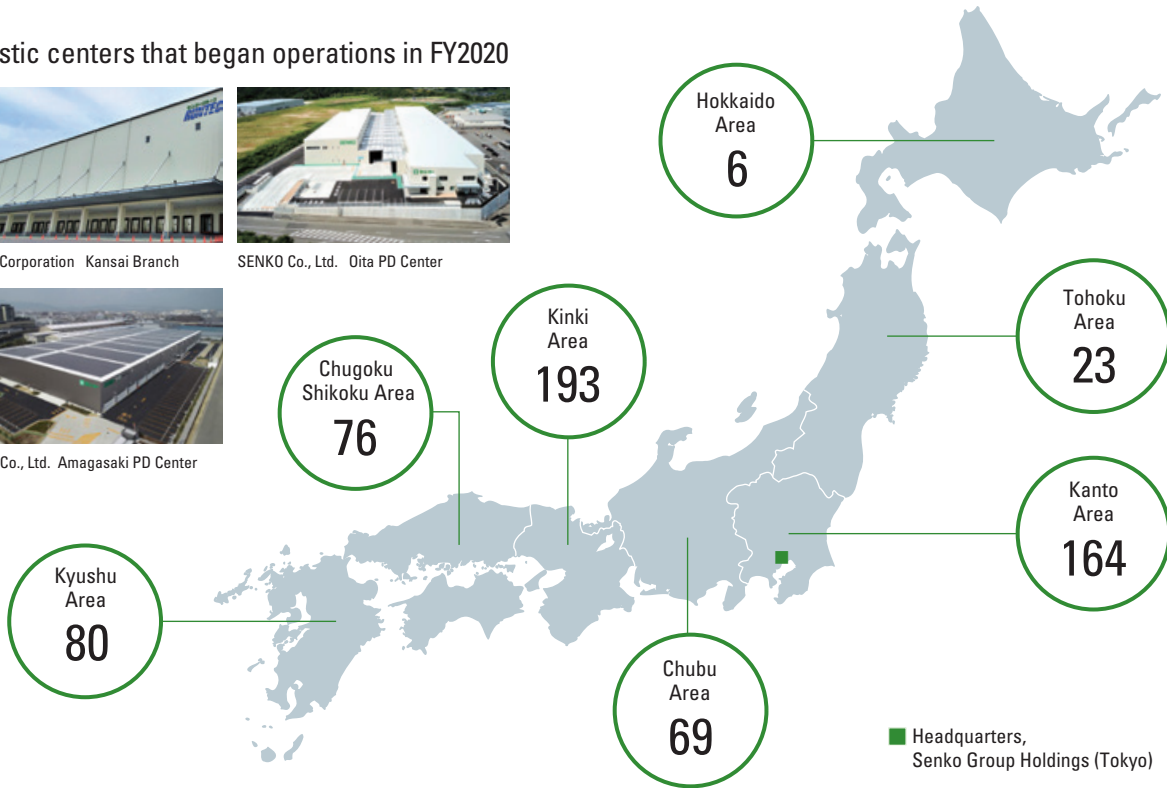 stic centers that began operations in FY2020
Corporation Kansai Branch
SENKO Co., Ltd. Oita PD Center
Co., Ltd. Amagasaki PD Center
Hokkaido
Area
6
Tohoku
Area
23
Kinki
Area
193
Chugoku
Shikoku Area
76
Kanto
Area
164
Kyushu
Area
80
Chubu
Area
69
Headquarters,
Senko Group Holdings (Tokyo)